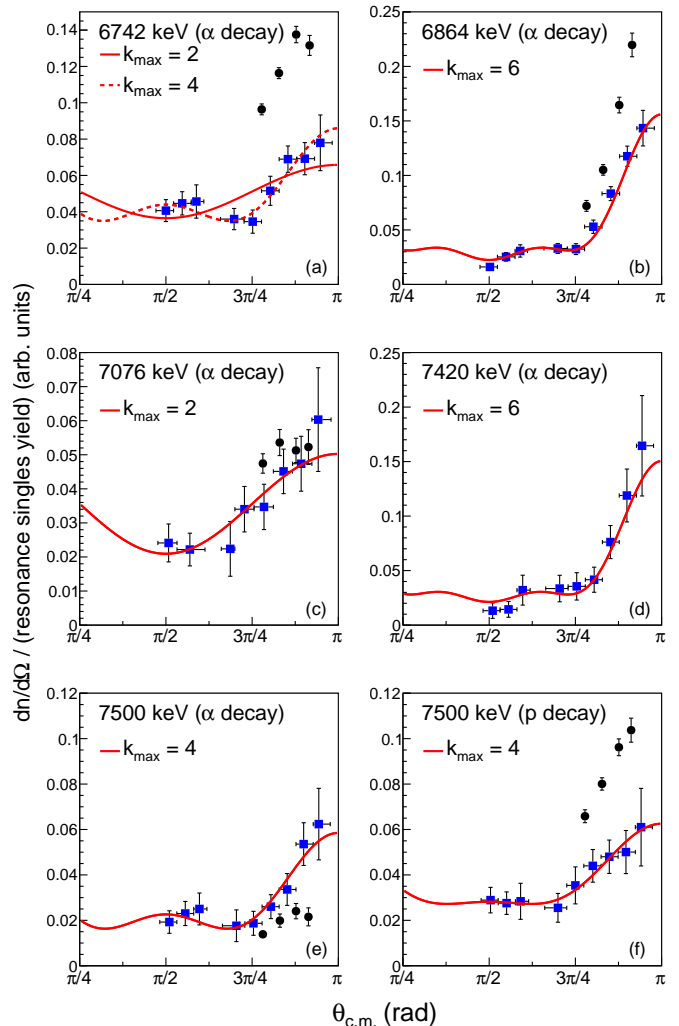 dn/dΩ / (resonance singles yield) (arb. units)
6742 keV (α decay)
k_max = 2
k_max = 4
(a)
0.14
0.12
0.1
0.08
0.06
0.04
0.02
0
π/4 π/2 3π/4 π
6864 keV (α decay)
k_max = 6
(b)
0.25
0.2
0.15
0.1
0.05
0
π/4 π/2 3π/4 π
7076 keV (α decay)
k_max = 2
(c)
0.08
0.07
0.06
0.05
0.04
0.03
0.02
0.01
0
π/4 π/2 3π/4 π
7420 keV (α decay)
k_max = 6
(d)
0.25
0.2
0.15
0.1
0.05
0
π/4 π/2 3π/4 π
7500 keV (α decay)
k_max = 4
(e)
0.12
0.1
0.08
0.06
0.04
0.02
0
π/4 π/2 3π/4 π
7500 keV (p decay)
k_max = 4
(f)
0.12
0.1
0.08
0.06
0.04
0.02
0
π/4 π/2 3π/4 π
θ_c.m. (rad)